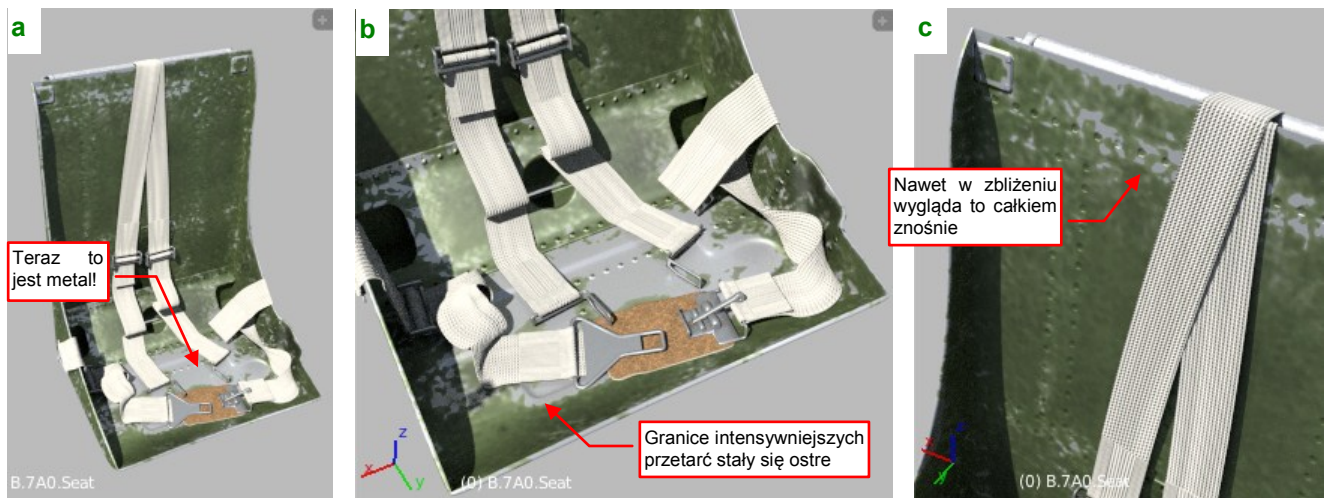 a
Teraz to
jest metal!
B.7A0.Seat
b
Granice intensywniejszych
przetarć stały się ostre
z
x
y
(0) B.7A0.Seat
c
Nawet w zbliżeniu
wygląda to całkiem
znośnie
z
x
y
(0) B.7A0.Seat